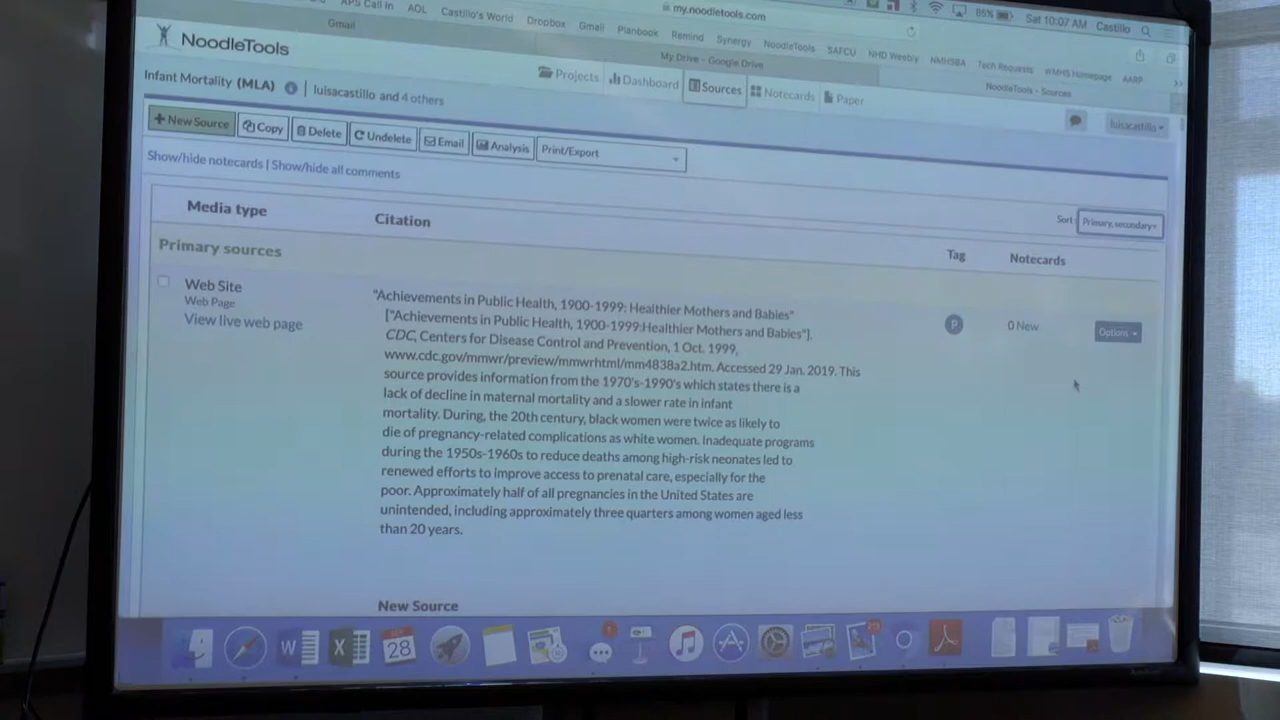 APS Call In AOL Castillo's World Dropbox Gmail Planbook Remind Synergy NoodleTools SAFCU NHD Weebly NMHSBA Tech Requests WMHS Homepage AARP
my.noodletools.com
85% Sat 10:07 AM Castillo
Gmail
My Drive - Google Drive
NoodleTools - Sources
NoodleTools
Projects Dashboard Sources Notecards Paper
Infant Mortality (MLA) luisacastillo and 4 others
luisacastillo
+ New Source Copy Delete Undelete Email Analysis Print/Export
Show/hide notecards | Show/hide all comments
Sort: Primary, secondary
Media type Citation Tag Notecards
Primary sources
Web Site
Web Page
View live web page
"Achievements in Public Health, 1900-1999: Healthier Mothers and Babies"
["Achievements in Public Health, 1900-1999:Healthier Mothers and Babies"].
CDC, Centers for Disease Control and Prevention, 1 Oct. 1999,
www.cdc.gov/mmwr/preview/mmwrhtml/mm4838a2.htm. Accessed 29 Jan. 2019. This
source provides information from the 1970's-1990's which states there is a
lack of decline in maternal mortality and a slower rate in infant
mortality. During, the 20th century, black women were twice as likely to
die of pregnancy-related complications as white women. Inadequate programs
during the 1950s-1960s to reduce deaths among high-risk neonates led to
renewed efforts to improve access to prenatal care, especially for the
poor. Approximately half of all pregnancies in the United States are
unintended, including approximately three quarters among women aged less
than 20 years.
P
0 New
Options
New Source
W X 28 1 213